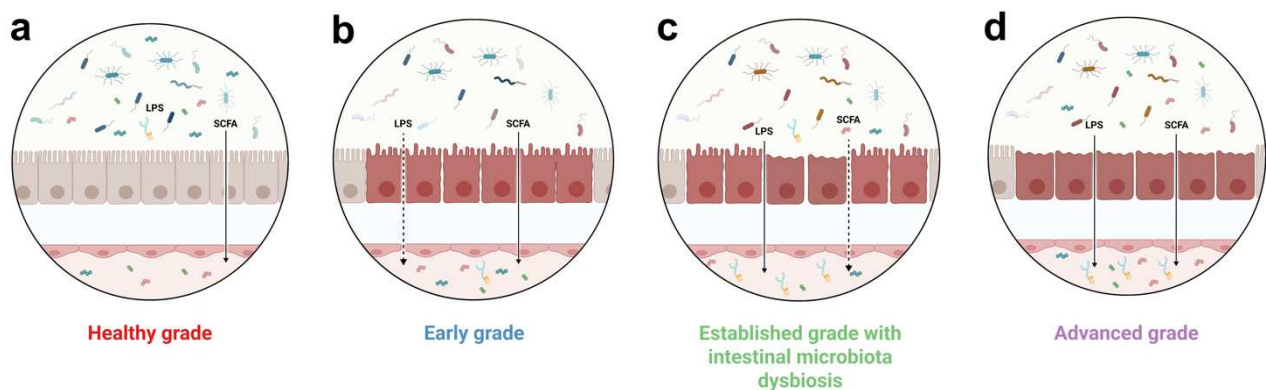 a
b
c
d
LPS
SCFA
LPS
SCFA
LPS
SCFA
LPS
SCFA
Healthy grade
Early grade
Established grade with
intestinal microbiota
dysbiosis
Advanced grade